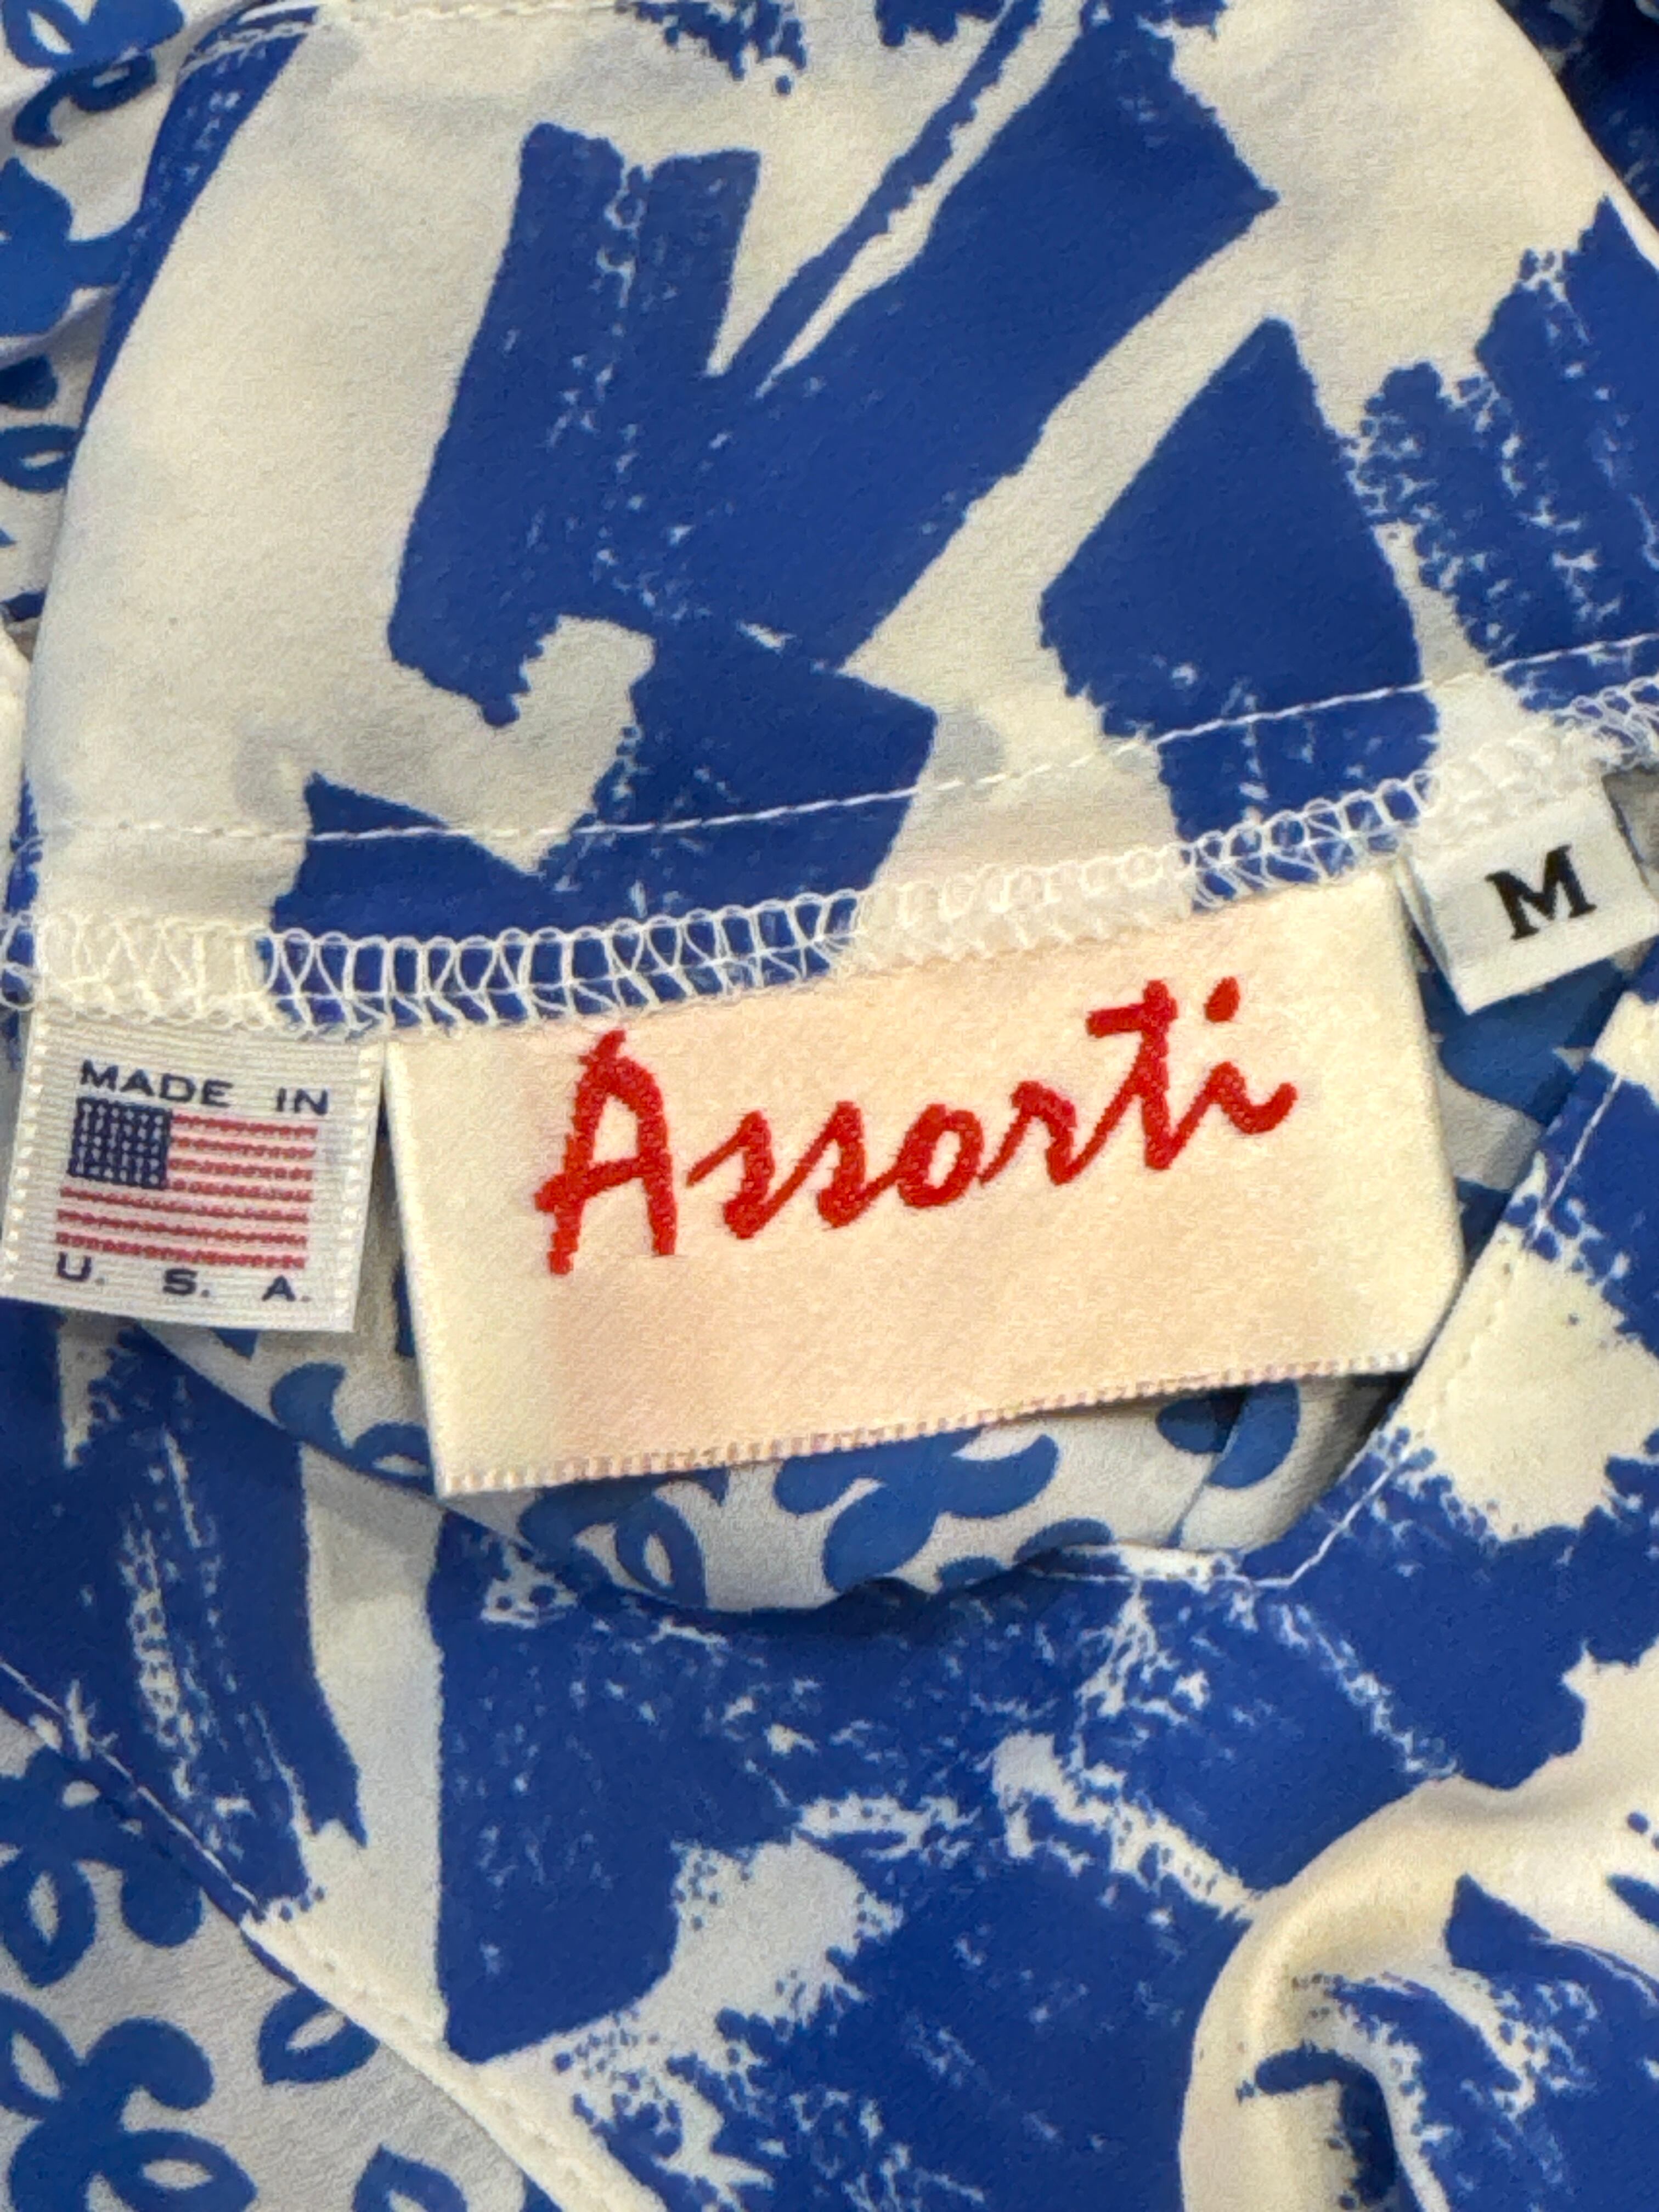 M
Assorti
MADE IN
U. S. A.